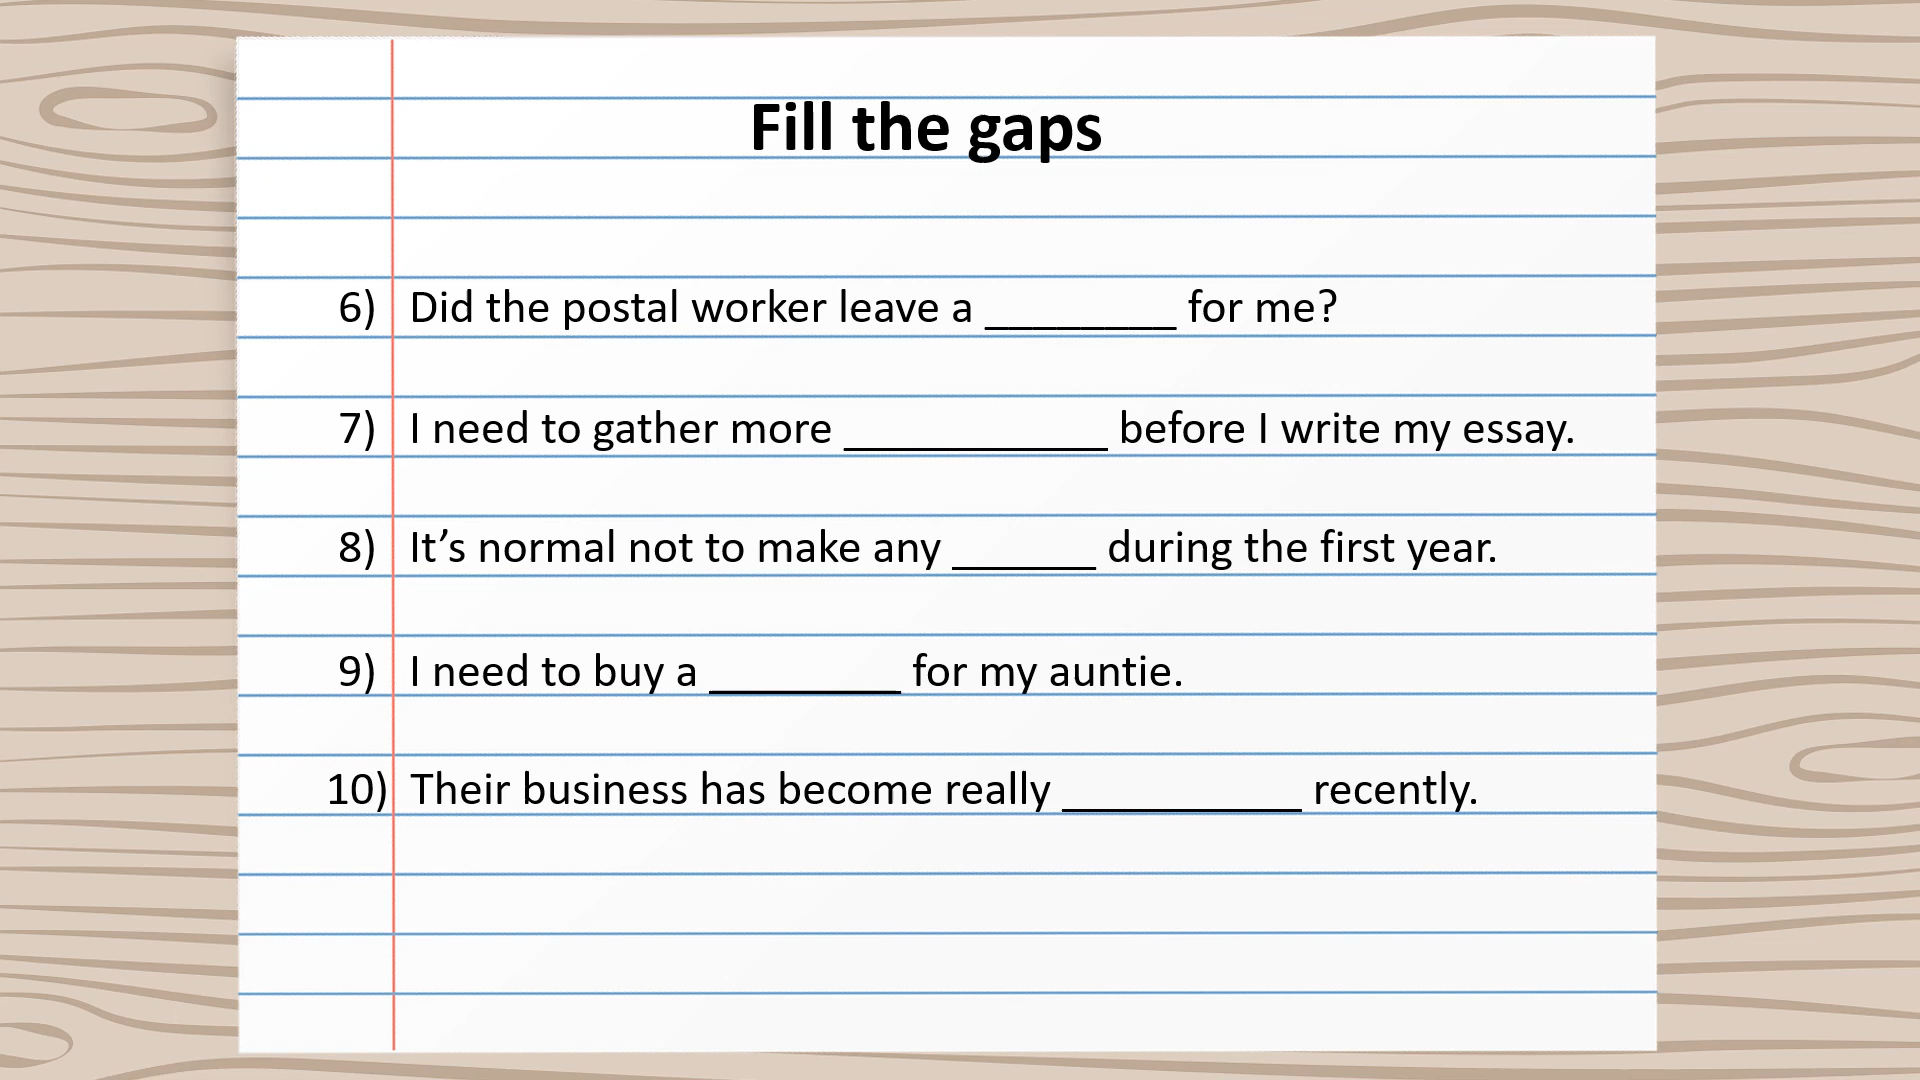 Fill the gaps
6) Did the postal worker leave a ________ for me?
7) I need to gather more ___________ before I write my essay.
8) It’s normal not to make any ______ during the first year.
9) I need to buy a ________ for my auntie.
10) Their business has become really __________ recently.